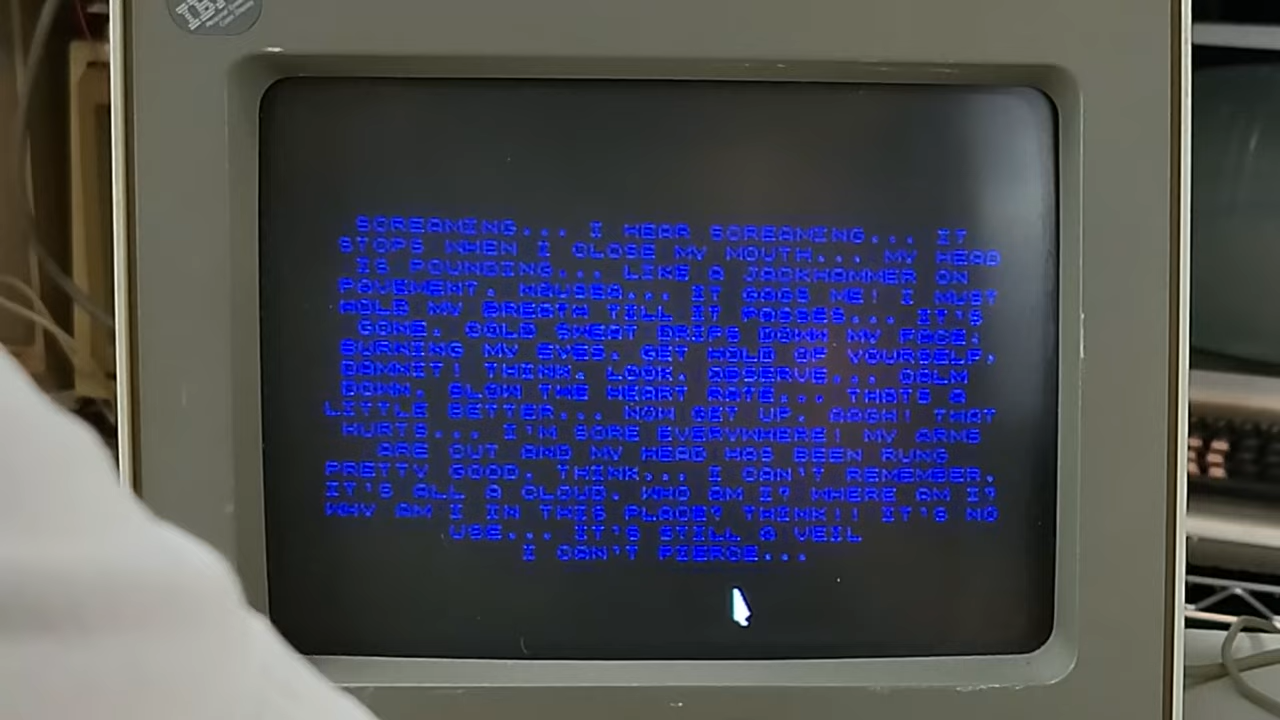 IBM
SCREAMING... I HEAR SCREAMING... IT
STOPS WHEN I CLOSE MY MOUTH... MY HEAD
IS POUNDING... LIKE A JACKHAMMER ON
PAVEMENT. NAUSEA... IT GAGS ME! I MUST
HOLD MY BREATH TILL IT PASSES... IT'S
GONE. COLD SWEAT DRIPS DOWN MY FACE,
BURNING MY EYES. GET HOLD OF YOURSELF,
DAMNIT! THINK. LOOK. OBSERVE... CALM
DOWN. SLOW THE HEART RATE... THATS A
LITTLE BETTER... NOW GET UP. AAGH! THAT
HURTS... I'M SORE EVERYWHERE! MY ARMS
ARE CUT AND MY HEAD HAS BEEN RUNG
PRETTY GOOD. THINK... I CAN'T REMEMBER.
IT'S ALL A CLOUD. WHO AM I? WHERE AM I?
WHY AM I IN THIS PLACE? THINK!! IT'S NO
USE... IT'S STILL A VEIL
I CAN'T PIERCE...